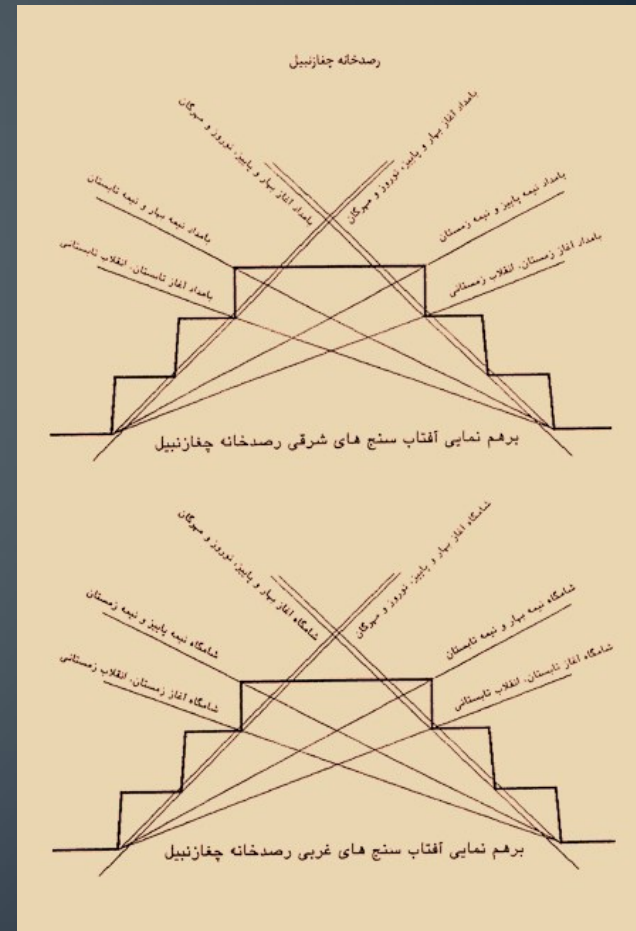 رصدخانه چغازنبیل
بامداد آغاز بهار و پاییز، نوروز و مهرگان
بامداد آغاز بهار و پاییز، نوروز و مهرگان
بامداد نیمه بهار و نیمه تابستان
بامداد نیمه پاییز و نیمه زمستان
بامداد آغاز تابستان، انقلاب تابستانی
بامداد آغاز زمستان، انقلاب زمستانی
برهم نمایی آفتاب سنج های شرقی رصدخانه چغازنبیل
شامگاه آغاز بهار و پاییز، نوروز و مهرگان
شامگاه آغاز بهار و پاییز، نوروز و مهرگان
شامگاه نیمه پاییز و نیمه زمستان
شامگاه نیمه بهار و نیمه تابستان
شامگاه آغاز زمستان، انقلاب زمستانی
شامگاه آغاز تابستان، انقلاب تابستانی
برهم نمایی آفتاب سنج های غربی رصدخانه چغازنبیل